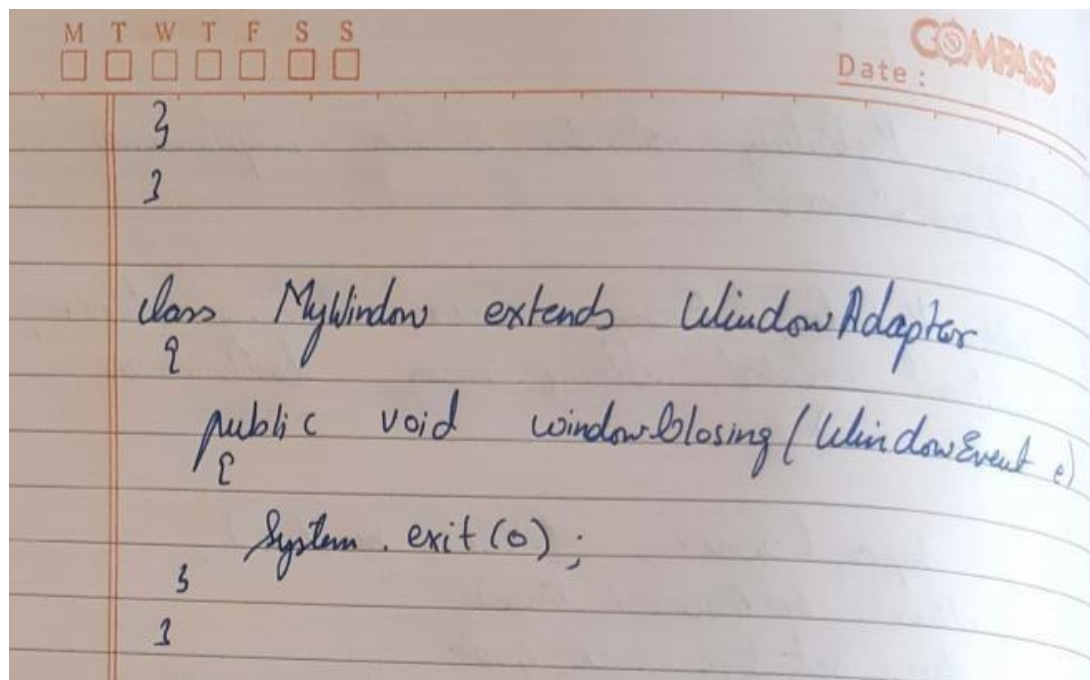 M T W T F S S
COMPASS
Date :
}
}
class MyWindow extends WindowAdapter
{
public void windowClosing(WindowEvent e)
{
System.exit(0);
}
}